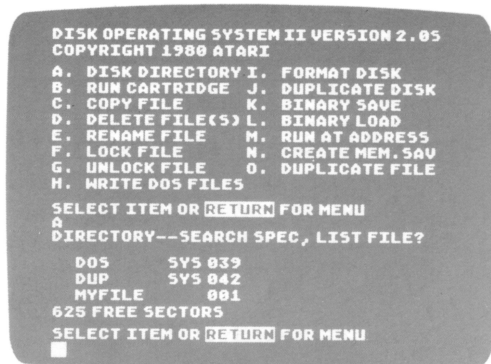 DISK OPERATING SYSTEM II VERSION 2.0S
COPYRIGHT 1980 ATARI
A. DISK DIRECTORY I. FORMAT DISK
B. RUN CARTRIDGE J. DUPLICATE DISK
C. COPY FILE K. BINARY SAVE
D. DELETE FILE(S) L. BINARY LOAD
E. RENAME FILE M. RUN AT ADDRESS
F. LOCK FILE N. CREATE MEM.SAV
G. UNLOCK FILE O. DUPLICATE FILE
H. WRITE DOS FILES
SELECT ITEM OR RETURN FOR MENU
A
DIRECTORY--SEARCH SPEC, LIST FILE?
DOS SYS 039
DUP SYS 042
MYFILE 001
625 FREE SECTORS
SELECT ITEM OR RETURN FOR MENU